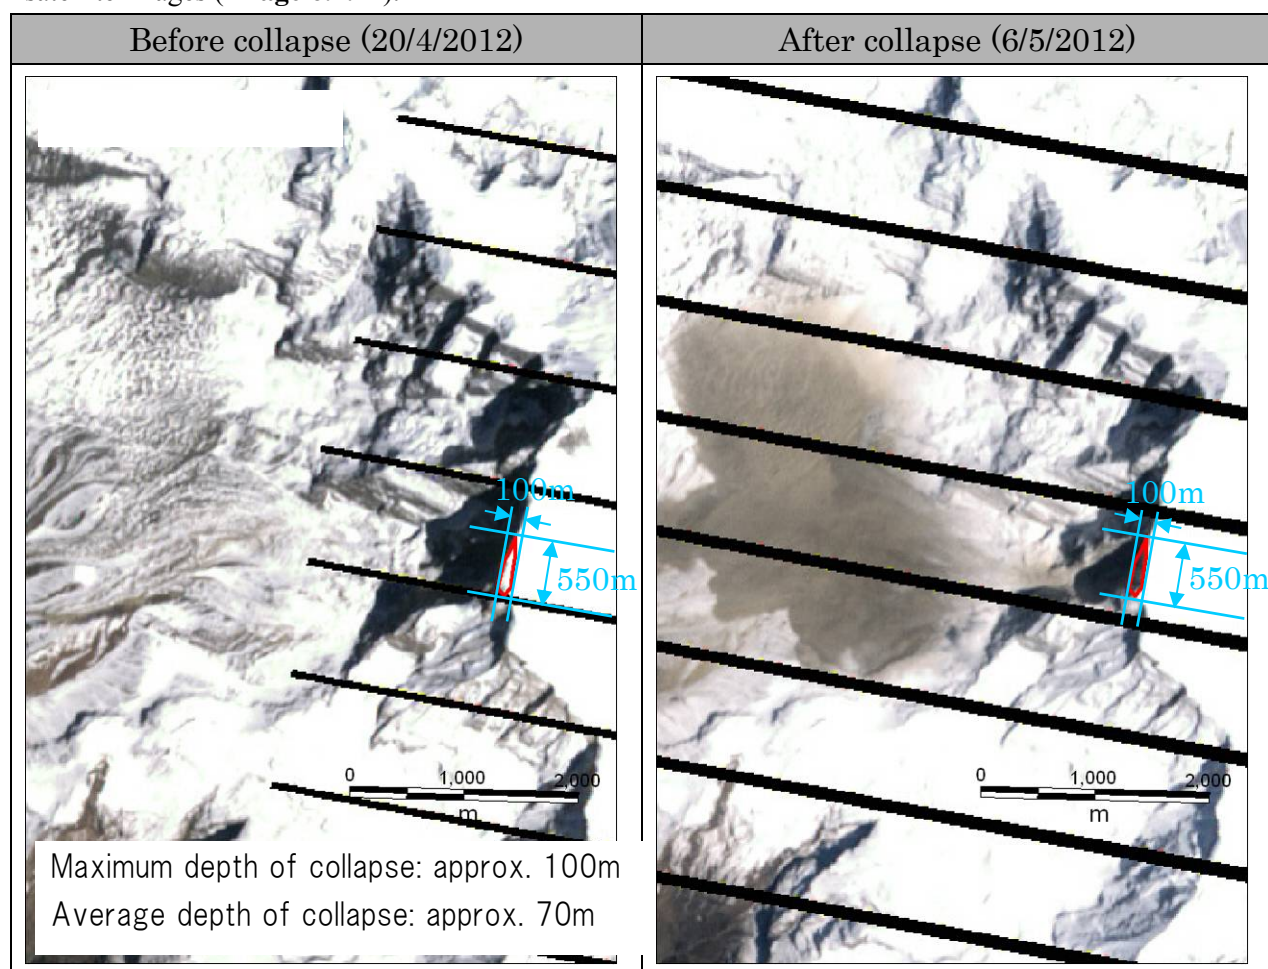 Before collapse (20/4/2012)
After collapse (6/5/2012)
100m
550m
0 1,000 2,000
m
Maximum depth of collapse: approx. 100m
Average depth of collapse: approx. 70m
100m
550m
0 1,000 2,000
m